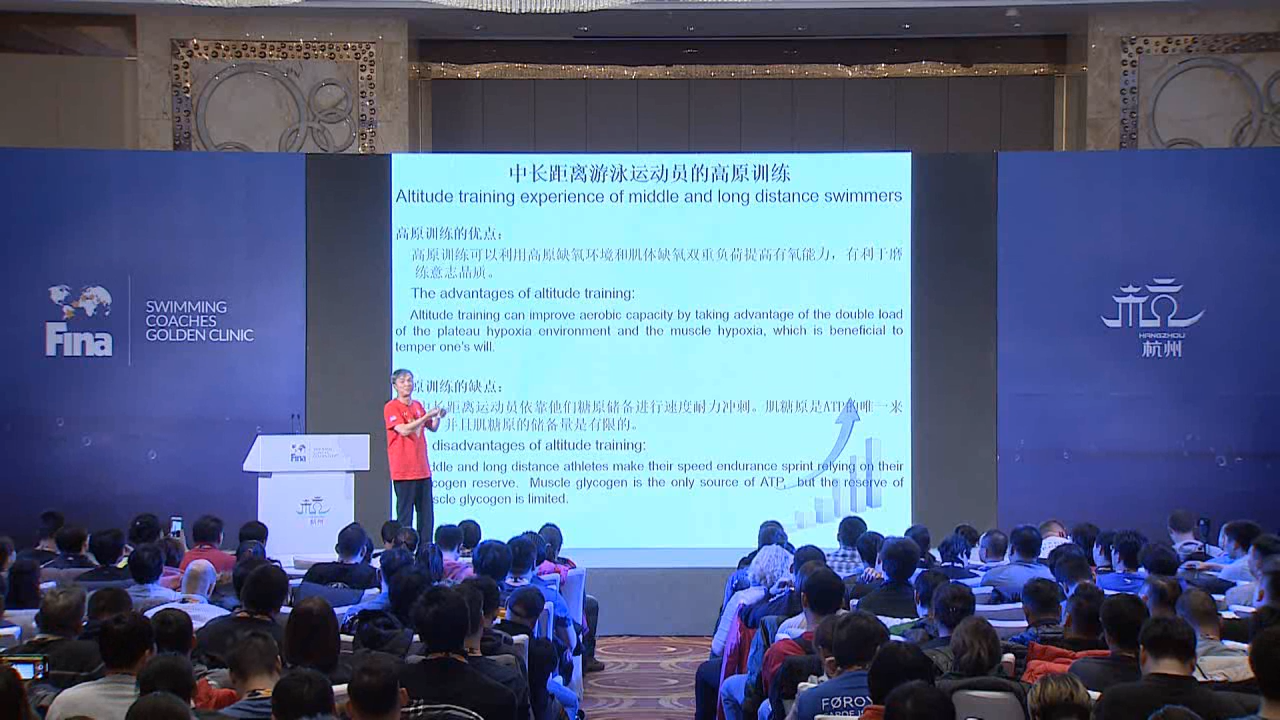 中长距离游泳运动员的高原训练
Altitude training experience of middle and long distance swimmers
高原训练的优点:
高原训练可以利用高原缺氧环境和肌体缺氧双重负荷提高有氧能力,有利于磨
练意志品质。
The advantages of altitude training:
Altitude training can improve aerobic capacity by taking advantage of the double load
of the plateau hypoxia environment and the muscle hypoxia, which is beneficial to
temper one's will.
原训练的缺点:
中长距离运动员依靠他们糖原储备进行速度耐力冲刺。肌糖原是ATP的唯一来
并且肌糖原的储备量是有限的。
disadvantages of altitude training:
ddle and long distance athletes make their speed endurance sprint relying on their
cogen reserve. Muscle glycogen is the only source of ATP, but the reserve of
scle glycogen is limited.
Fina
SWIMMING
COACHES
GOLDEN CLINIC
HANGZHOU
杭州
Fina
FØROY